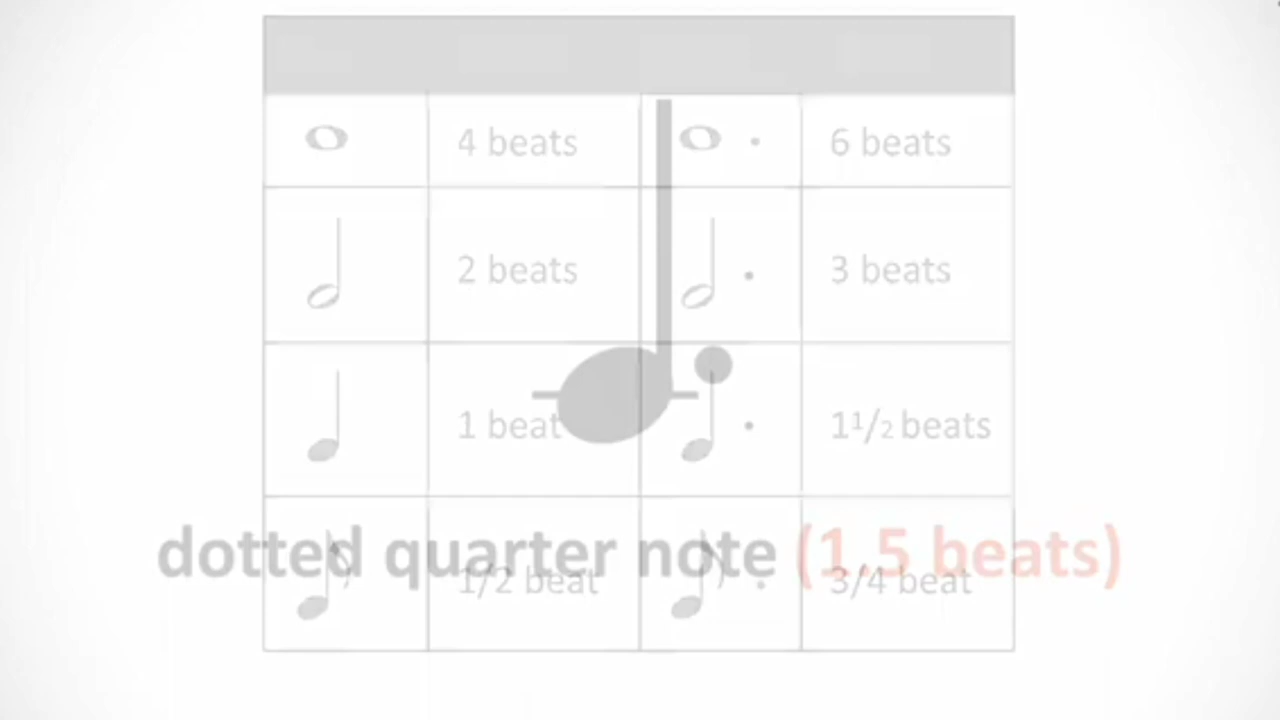 4 beats 6 beats
2 beats 3 beats
1 beat 1¹/₂ beats
dotted quarter note (1.5 beats)
1/2 beat 3/4 beat